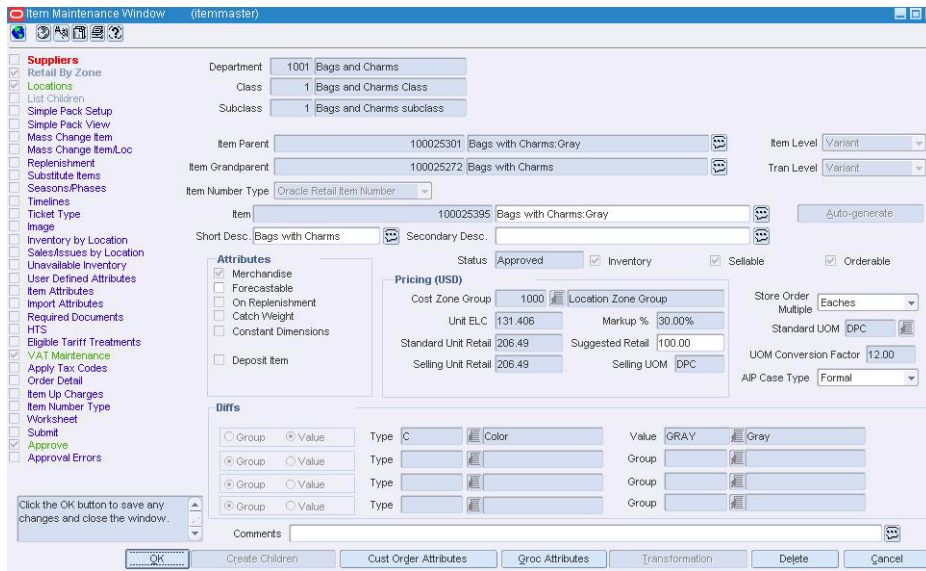 Item Maintenance Window (itemmaster)
Suppliers
Retail By Zone
Locations
List Children
Simple Pack Setup
Simple Pack View
Mass Change Item
Mass Change Item/Loc
Replenishment
Substitute Items
Seasons/Phases
Timelines
Ticket Type
Image
Inventory by Location
Sales/Issues by Location
Unavailable Inventory
User Defined Attributes
Item Attributes
Import Attributes
Required Documents
HTS
Eligible Tariff Treatments
VAT Maintenance
Apply Tax Codes
Order Detail
Item Up Charges
Item Number Type
Worksheet
Submit
Approve
Approval Errors
Click the OK button to save any
changes and close the window.
Department 1001 Bags and Charms
Class 1 Bags and Charms Class
Subclass 1 Bags and Charms subclass
Item Parent 100025301 Bags with Charms:Gray Item Level Variant
Item Grandparent 100025272 Bags with Charms Tran Level Variant
Item Number Type Oracle Retail Item Number
Item 100025395 Bags with Charms:Gray Auto-generate
Short Desc. Bags with Charms Secondary Desc.
Status Approved Inventory Sellable Orderable
Attributes
Merchandise
Forecastable
On Replenishment
Catch Weight
Constant Dimensions
Deposit Item
Pricing (USD)
Cost Zone Group 1000 Location Zone Group
Unit ELC 131.406 Markup % 30.00%
Standard Unit Retail 206.49 Suggested Retail 100.00
Selling Unit Retail 206.49 Selling UOM DPC
Store Order
Multiple Eaches
Standard UOM DPC
UOM Conversion Factor 12.00
AIP Case Type Formal
Diffs
Group Value Type C Color Value GRAY Gray
Group Value Type Group
Group Value Type Group
Group Value Type Group
Comments
OK Create Children Cust Order Attributes Groc Attributes Transformation Delete Cancel